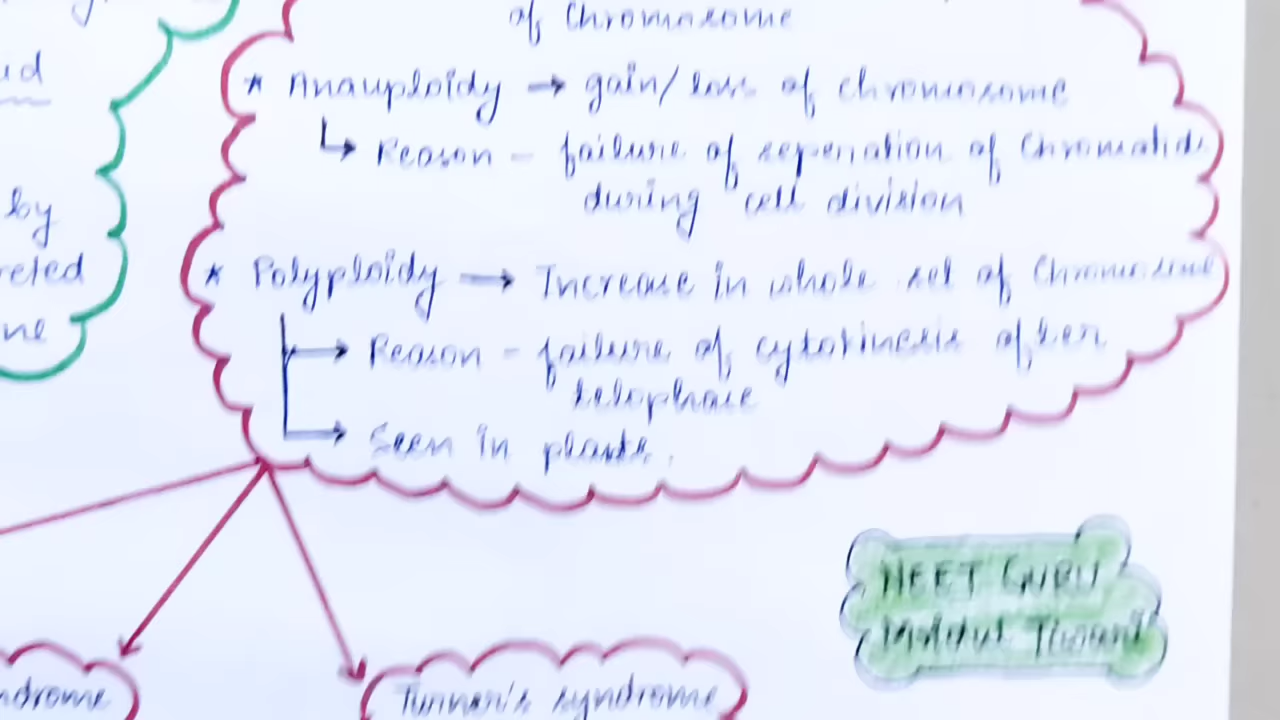 of Chromosome
* Anauploidy → gain/loss of chromosome
↳ Reason - failure of seperation of Chromatids
during cell division
* Polyploidy → Increase in whole set of Chromosome
→ Reason - failure of cytokinesis after
telophase
→ Seen in plants.
by
NEET GURU
Turner's syndrome